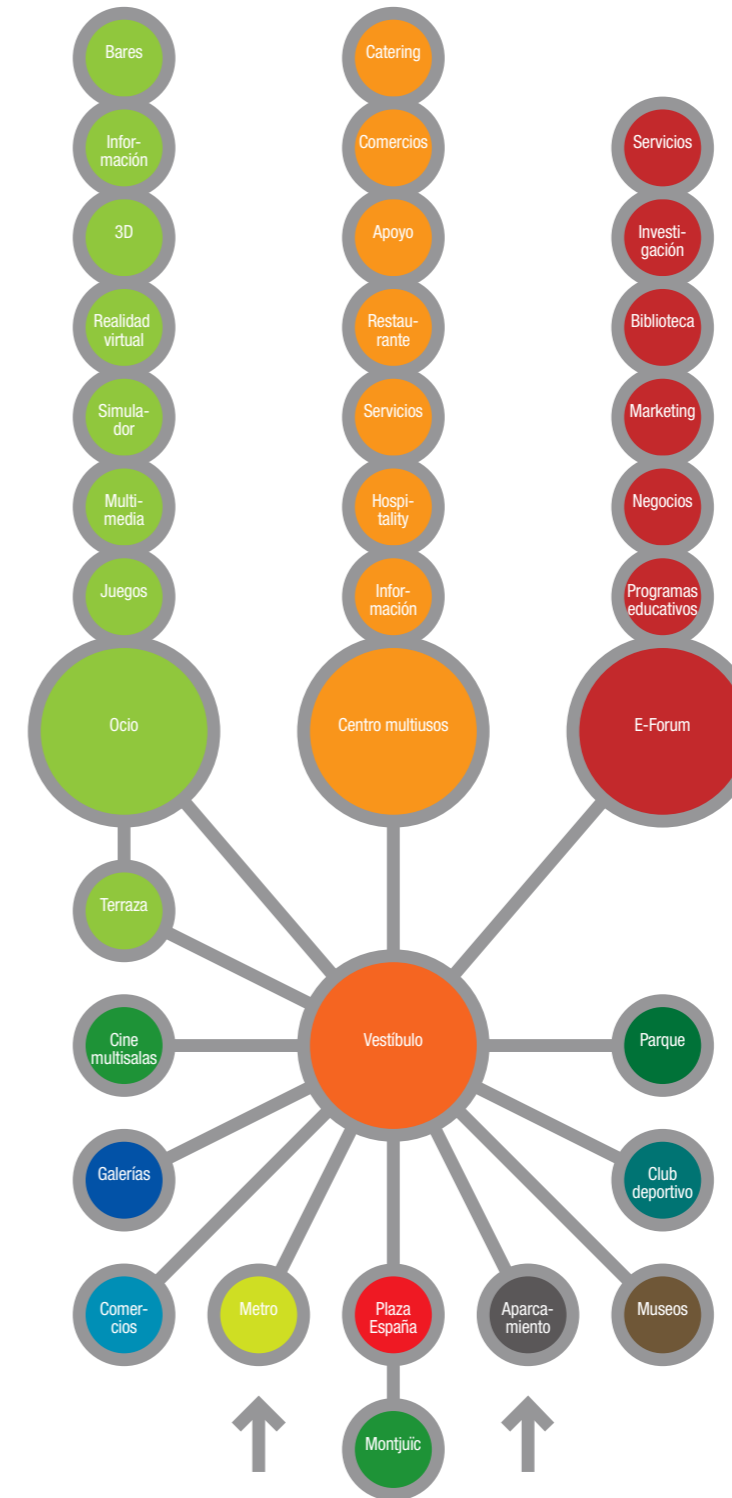 Bares
Catering
Infor-
mación
Comercios
Servicios
3D
Apoyo
Investi-
gación
Realidad
virtual
Restau-
rante
Biblioteca
Simula-
dor
Servicios
Marketing
Multi-
media
Hospi-
tality
Negocios
Juegos
Infor-
mación
Programas
educativos
Ocio
Centro multiusos
E-Forum
Terraza
Cine
multisalas
Vestíbulo
Parque
Galerías
Club
deportivo
Comer-
cios
Metro
Plaza
España
Aparca-
miento
Museos
Montjuïc